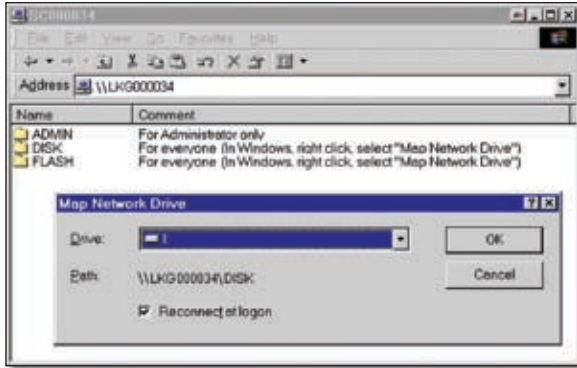 SC000034
File Edit View Go Favorites Help
Address \\LKG000034
Name Comment
ADMIN For Administrator only
DISK For everyone (In Windows, right click, select "Map Network Drive")
FLASH For everyone (In Windows, right click, select "Map Network Drive")
Map Network Drive
Drive:
OK
Path: \\LKG000034\DISK
Cancel
Reconnect at logon